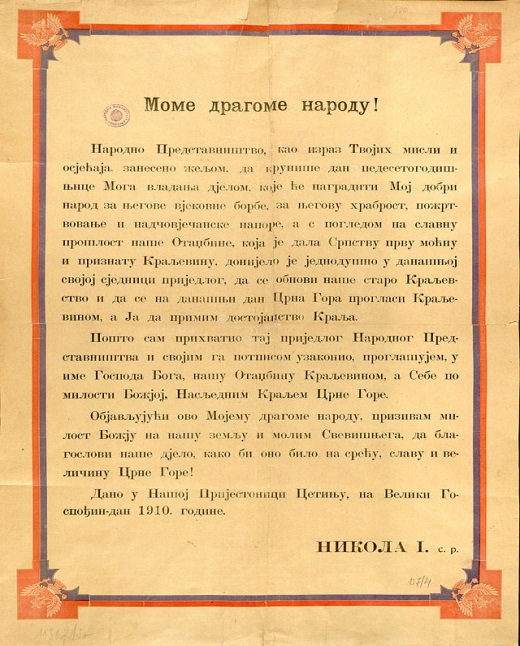 Моме драгоме народу!
Народно Представништво, као израз Твојих мисли и
осјећаја, занесено жељом, да крунише дан педесетогодиш-
њице Мога владања дјелом, које ће наградити Мој добри
народ за његове вјековне борбе, за његову храброст, пожрт-
вовање и надчовјечанске напоре, а с погледом на славну
прошлост наше Отаџбине, која је дала Српству прву моћну
и признату Краљевину, донијело је једнодушно у данашњој
својој сједници приједлог, да се обнови наше старо Краљев-
ство и да се на данашњи дан Црна Гора прогласи Краље-
вином, а Ја да примим достојанство Краља.
Пошто сам прихватио тај приједлог Народног Пред-
ставништва и својим га потписом узаконио, проглашујем, у
име Господа Бога, нашу Отаџбину Краљевином, а Себе по
милости Божјој, Насљедним Краљем Црне Горе.
Објављујући ово Мојему драгоме народу, призивам ми-
лост Божју на нашу земљу и молим Свевишњега, да бла-
гослови наше дјело, како би оно било на срећу, славу и ве-
личину Црне Горе!
Дано у Нашој Пријестоници Цетињу, на Велики Го-
спођин-дан 1910. године.
НИКОЛА I. с. р.